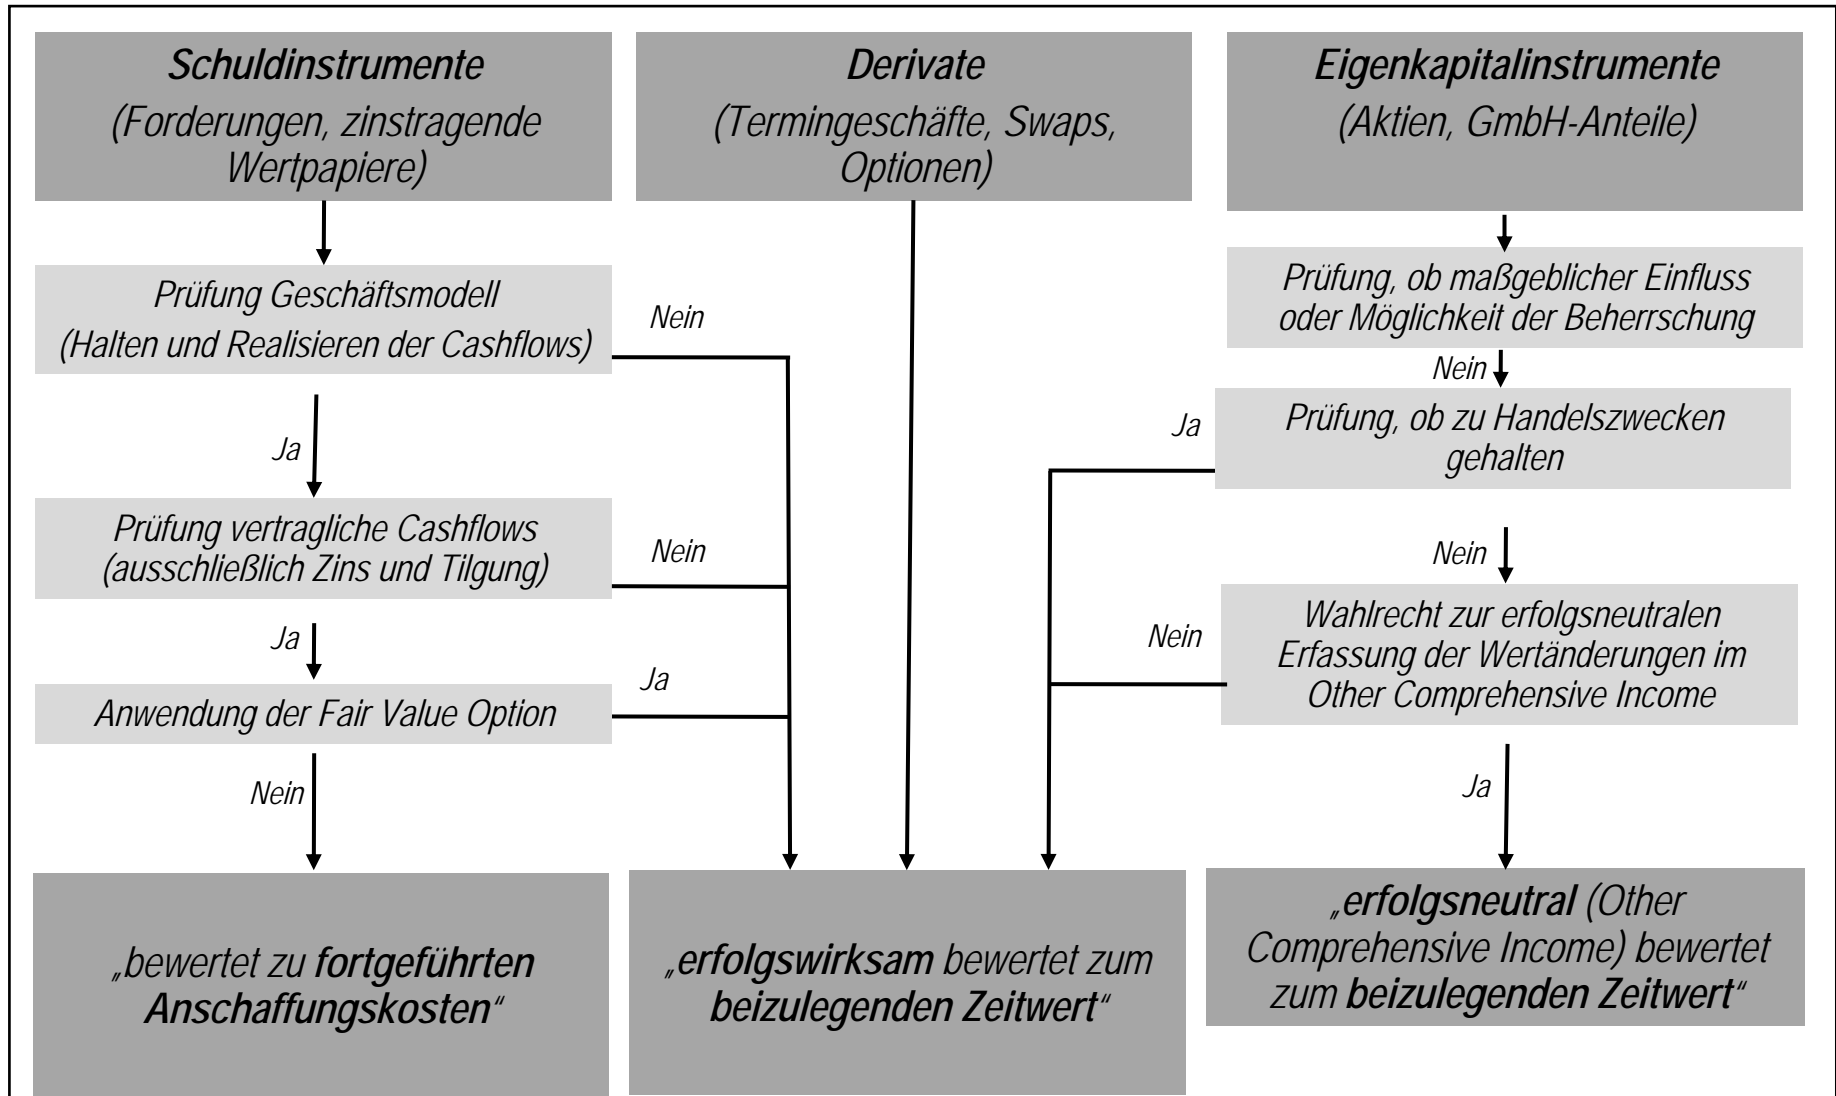 Schuldinstrumente
(Forderungen, zinstragende
Wertpapiere)
Derivate
(Termingeschäfte, Swaps,
Optionen)
Eigenkapitalinstrumente
(Aktien, GmbH-Anteile)
Prüfung Geschäftsmodell
(Halten und Realisieren der Cashflows)
Nein
Ja
Prüfung vertragliche Cashflows
(ausschließlich Zins und Tilgung)
Nein
Ja
Anwendung der Fair Value Option
Ja
Nein
Prüfung, ob maßgeblicher Einfluss
oder Möglichkeit der Beherrschung
Nein
Prüfung, ob zu Handelszwecken
gehalten
Ja
Nein
Wahlrecht zur erfolgsneutralen
Erfassung der Wertänderungen im
Other Comprehensive Income
Nein
Ja
„bewertet zu fortgeführten
Anschaffungskosten“
„erfolgswirksam bewertet zum
beizulegenden Zeitwert“
„erfolgsneutral (Other
Comprehensive Income) bewertet
zum beizulegenden Zeitwert“